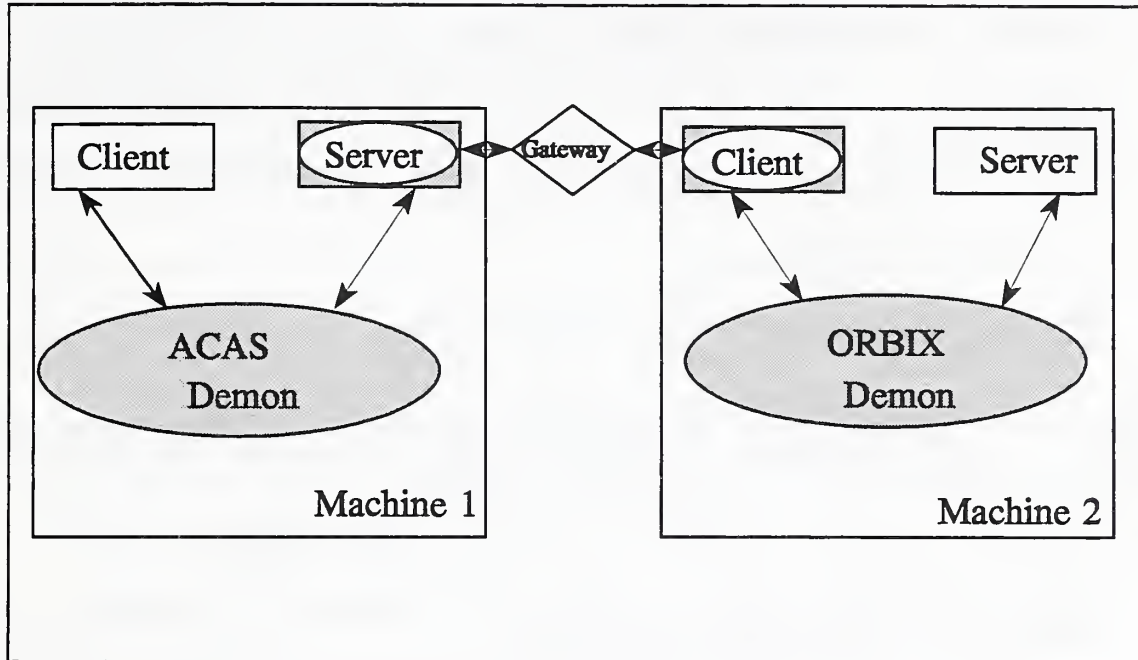 Client
Server
Gateway
Client
Server
ACAS
Demon
ORBIX
Demon
Machine 1
Machine 2